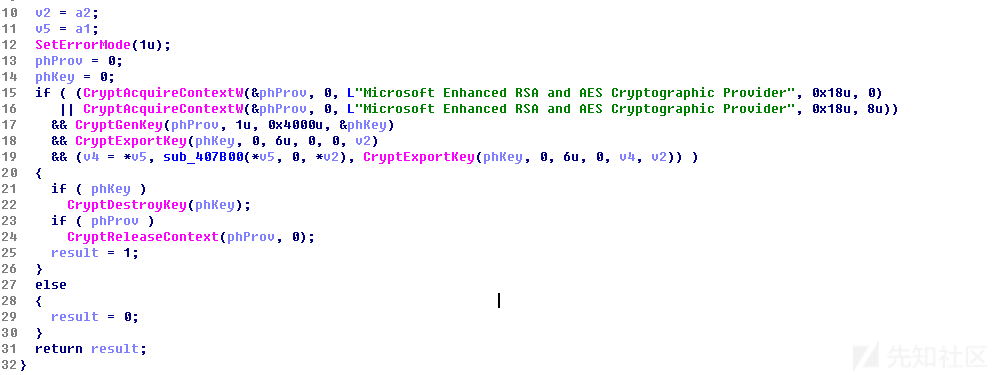 10 v2 = a2;
11 v5 = a1;
12 SetErrorMode(1u);
13 phProv = 0;
14 phKey = 0;
15 if ( (CryptAcquireContextW(&phProv, 0, L"Microsoft Enhanced RSA and AES Cryptographic Provider", 0x18u, 0)
16 || CryptAcquireContextW(&phProv, 0, L"Microsoft Enhanced RSA and AES Cryptographic Provider", 0x18u, 8u))
17 && CryptGenKey(phProv, 1u, 0x4000u, &phKey)
18 && CryptExportKey(phKey, 0, 6u, 0, 0, v2)
19 && (v4 = *v5, sub_407B00(*v5, 0, *v2), CryptExportKey(phKey, 0, 6u, 0, v4, v2)) )
20 {
21 if ( phKey )
22 CryptDestroyKey(phKey);
23 if ( phProv )
24 CryptReleaseContext(phProv, 0);
25 result = 1;
26 }
27 else
28 {
29 result = 0;
30 }
31 return result;
32 }
先知社区